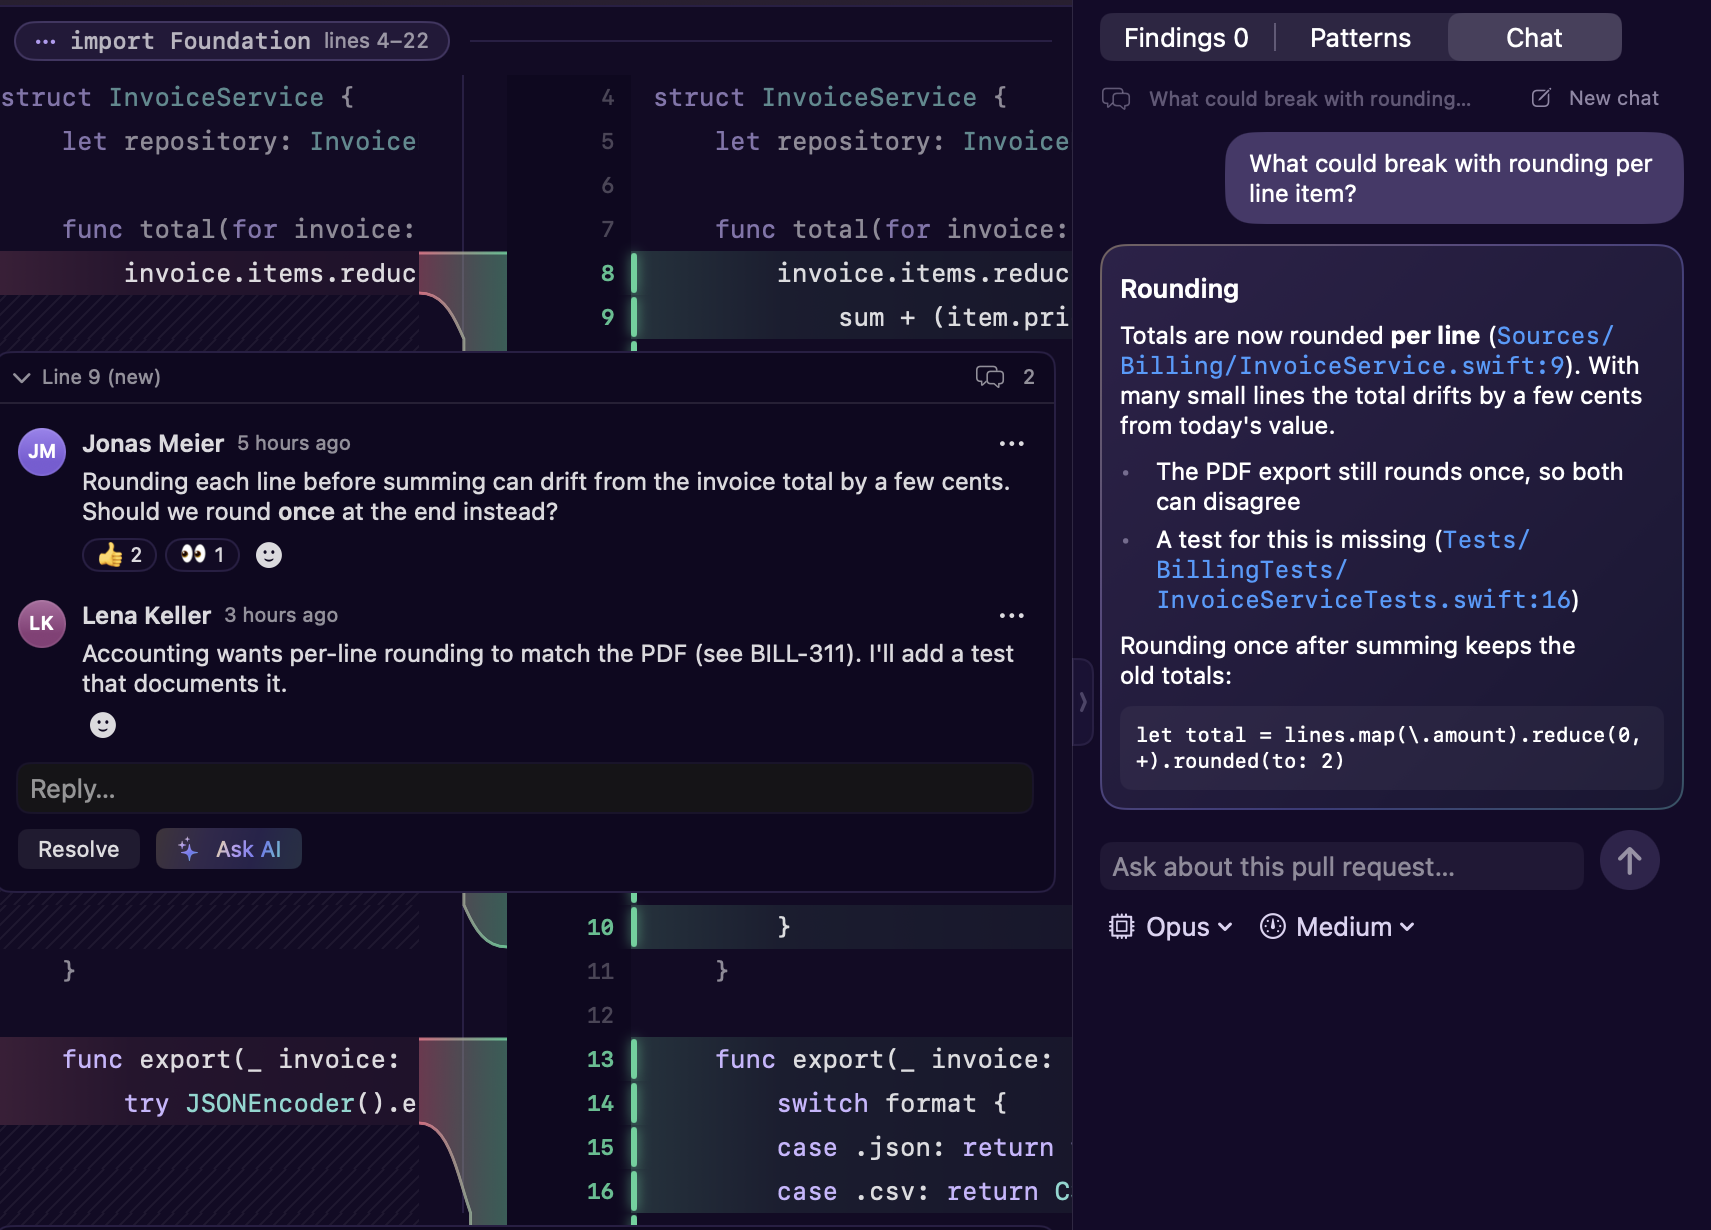 ••• import Foundation lines 4–22
struct InvoiceService {
let repository: Invoice
func total(for invoice:
invoice.items.reduc
4 struct InvoiceService {
5 let repository: Invoice
6
7 func total(for invoice:
8 invoice.items.reduc
9 sum + (item.pri
Line 9 (new) 2
JM Jonas Meier 5 hours ago
Rounding each line before summing can drift from the invoice total by a few cents.
Should we round once at the end instead?
👍 2 👀 1
LK Lena Keller 3 hours ago
Accounting wants per-line rounding to match the PDF (see BILL-311). I'll add a test
that documents it.
Reply...
Resolve Ask AI
}
func export(_ invoice:
try JSONEncoder().e
10 }
11 }
12
13 func export(_ invoice:
14 switch format {
15 case .json: return
16 case .csv: return C
Findings 0 Patterns Chat
What could break with rounding... New chat
What could break with rounding per
line item?
Rounding
Totals are now rounded per line (Sources/
Billing/InvoiceService.swift:9). With
many small lines the total drifts by a few cents
from today's value.
• The PDF export still rounds once, so both
can disagree
• A test for this is missing (Tests/
BillingTests/
InvoiceServiceTests.swift:16)
Rounding once after summing keeps the
old totals:
let total = lines.map(\.amount).reduce(0,
+).rounded(to: 2)
Ask about this pull request...
Opus Medium